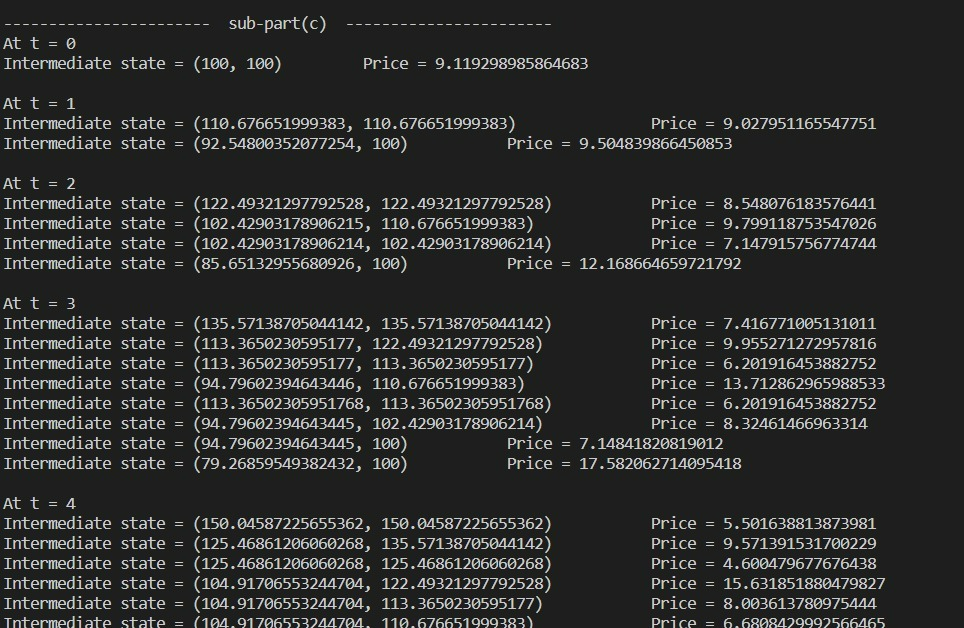 ----------------------- sub-part(c) -----------------------
At t = 0
Intermediate state = (100, 100) Price = 9.119298985864683
At t = 1
Intermediate state = (110.676651999383, 110.676651999383) Price = 9.027951165547751
Intermediate state = (92.54800352077254, 100) Price = 9.504839866450853
At t = 2
Intermediate state = (122.49321297792528, 122.49321297792528) Price = 8.548076183576441
Intermediate state = (102.42903178906215, 110.676651999383) Price = 9.799118753547026
Intermediate state = (102.42903178906214, 102.42903178906214) Price = 7.147915756774744
Intermediate state = (85.65132955680926, 100) Price = 12.168664659721792
At t = 3
Intermediate state = (135.57138705044142, 135.57138705044142) Price = 7.416771005131011
Intermediate state = (113.3650230595177, 122.49321297792528) Price = 9.955271272957816
Intermediate state = (113.3650230595177, 113.3650230595177) Price = 6.201916453882752
Intermediate state = (94.79602394643446, 110.676651999383) Price = 13.712862965988533
Intermediate state = (113.36502305951768, 113.36502305951768) Price = 6.201916453882752
Intermediate state = (94.79602394643445, 102.42903178906214) Price = 8.32461466963314
Intermediate state = (94.79602394643445, 100) Price = 7.14841820819012
Intermediate state = (79.26859549382432, 100) Price = 17.582062714095418
At t = 4
Intermediate state = (150.04587225655362, 150.04587225655362) Price = 5.501638813873981
Intermediate state = (125.46861206060268, 135.57138705044142) Price = 9.571391531700229
Intermediate state = (125.46861206060268, 125.46861206060268) Price = 4.600479677676438
Intermediate state = (104.91706553244704, 122.49321297792528) Price = 15.631851880479827
Intermediate state = (104.91706553244704, 113.3650230595177) Price = 8.003613780975444
Intermediate state = (104.91706553244704, 110.676651999383) Price = 6.6808429992566465